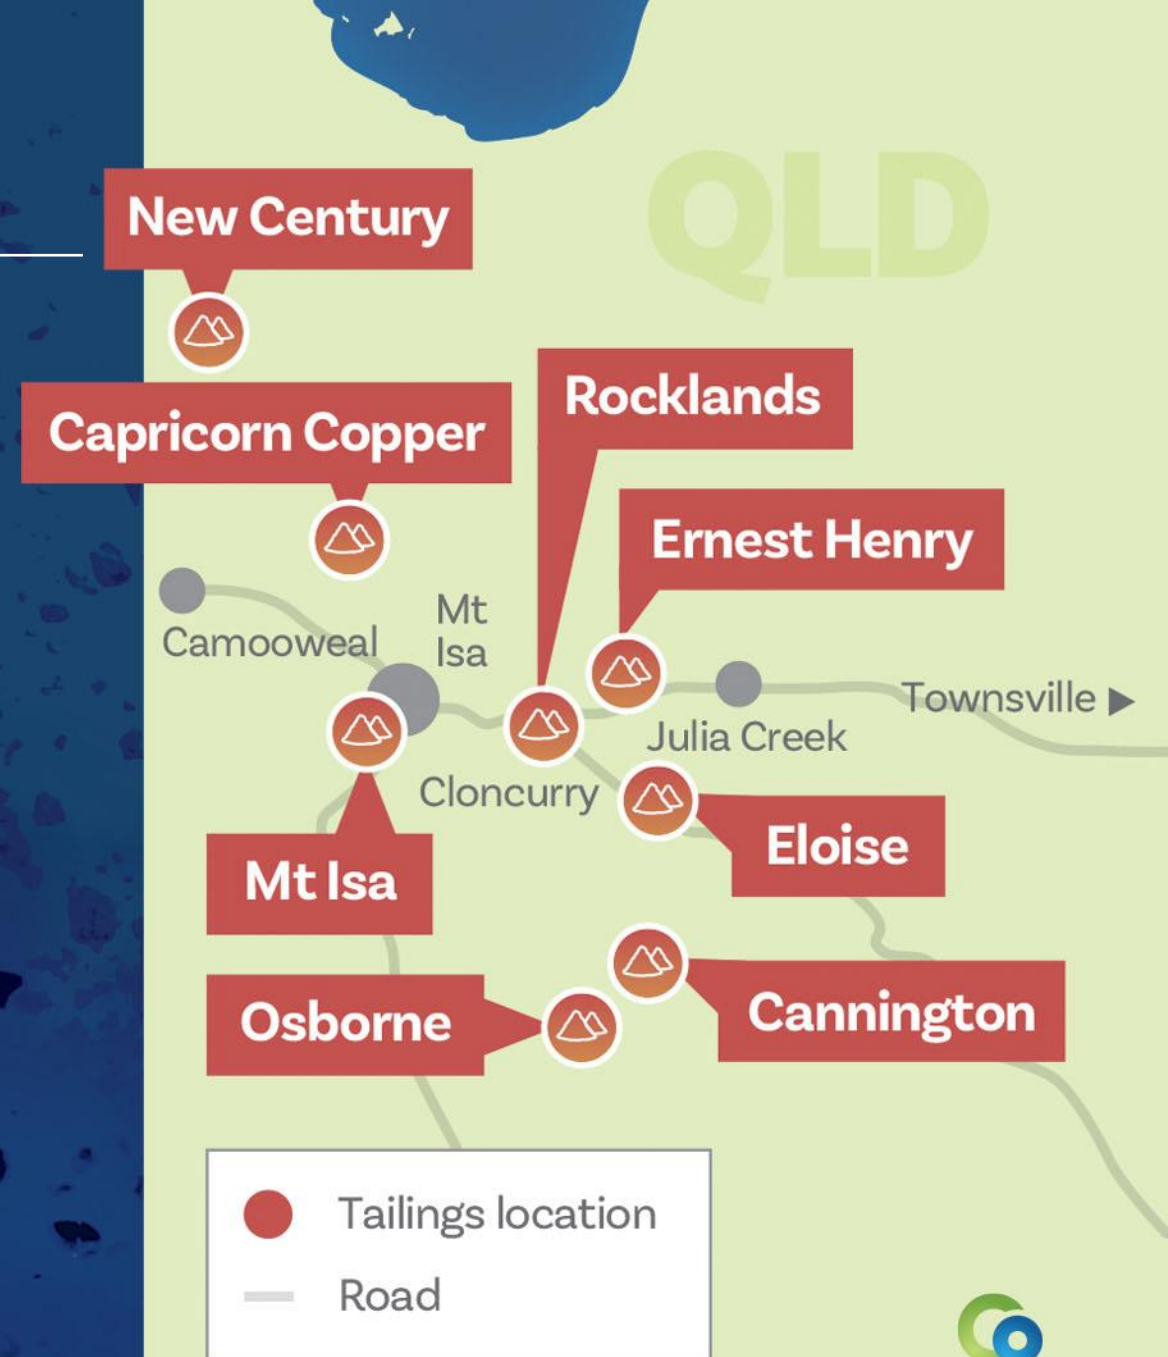 QLD
New Century
Rocklands
Capricorn Copper
Ernest Henry
Mt
Isa
Camooweal
Townsville ▶
Julia Creek
Cloncurry
Eloise
Mt Isa
Cannington
Osborne
Tailings location
Road